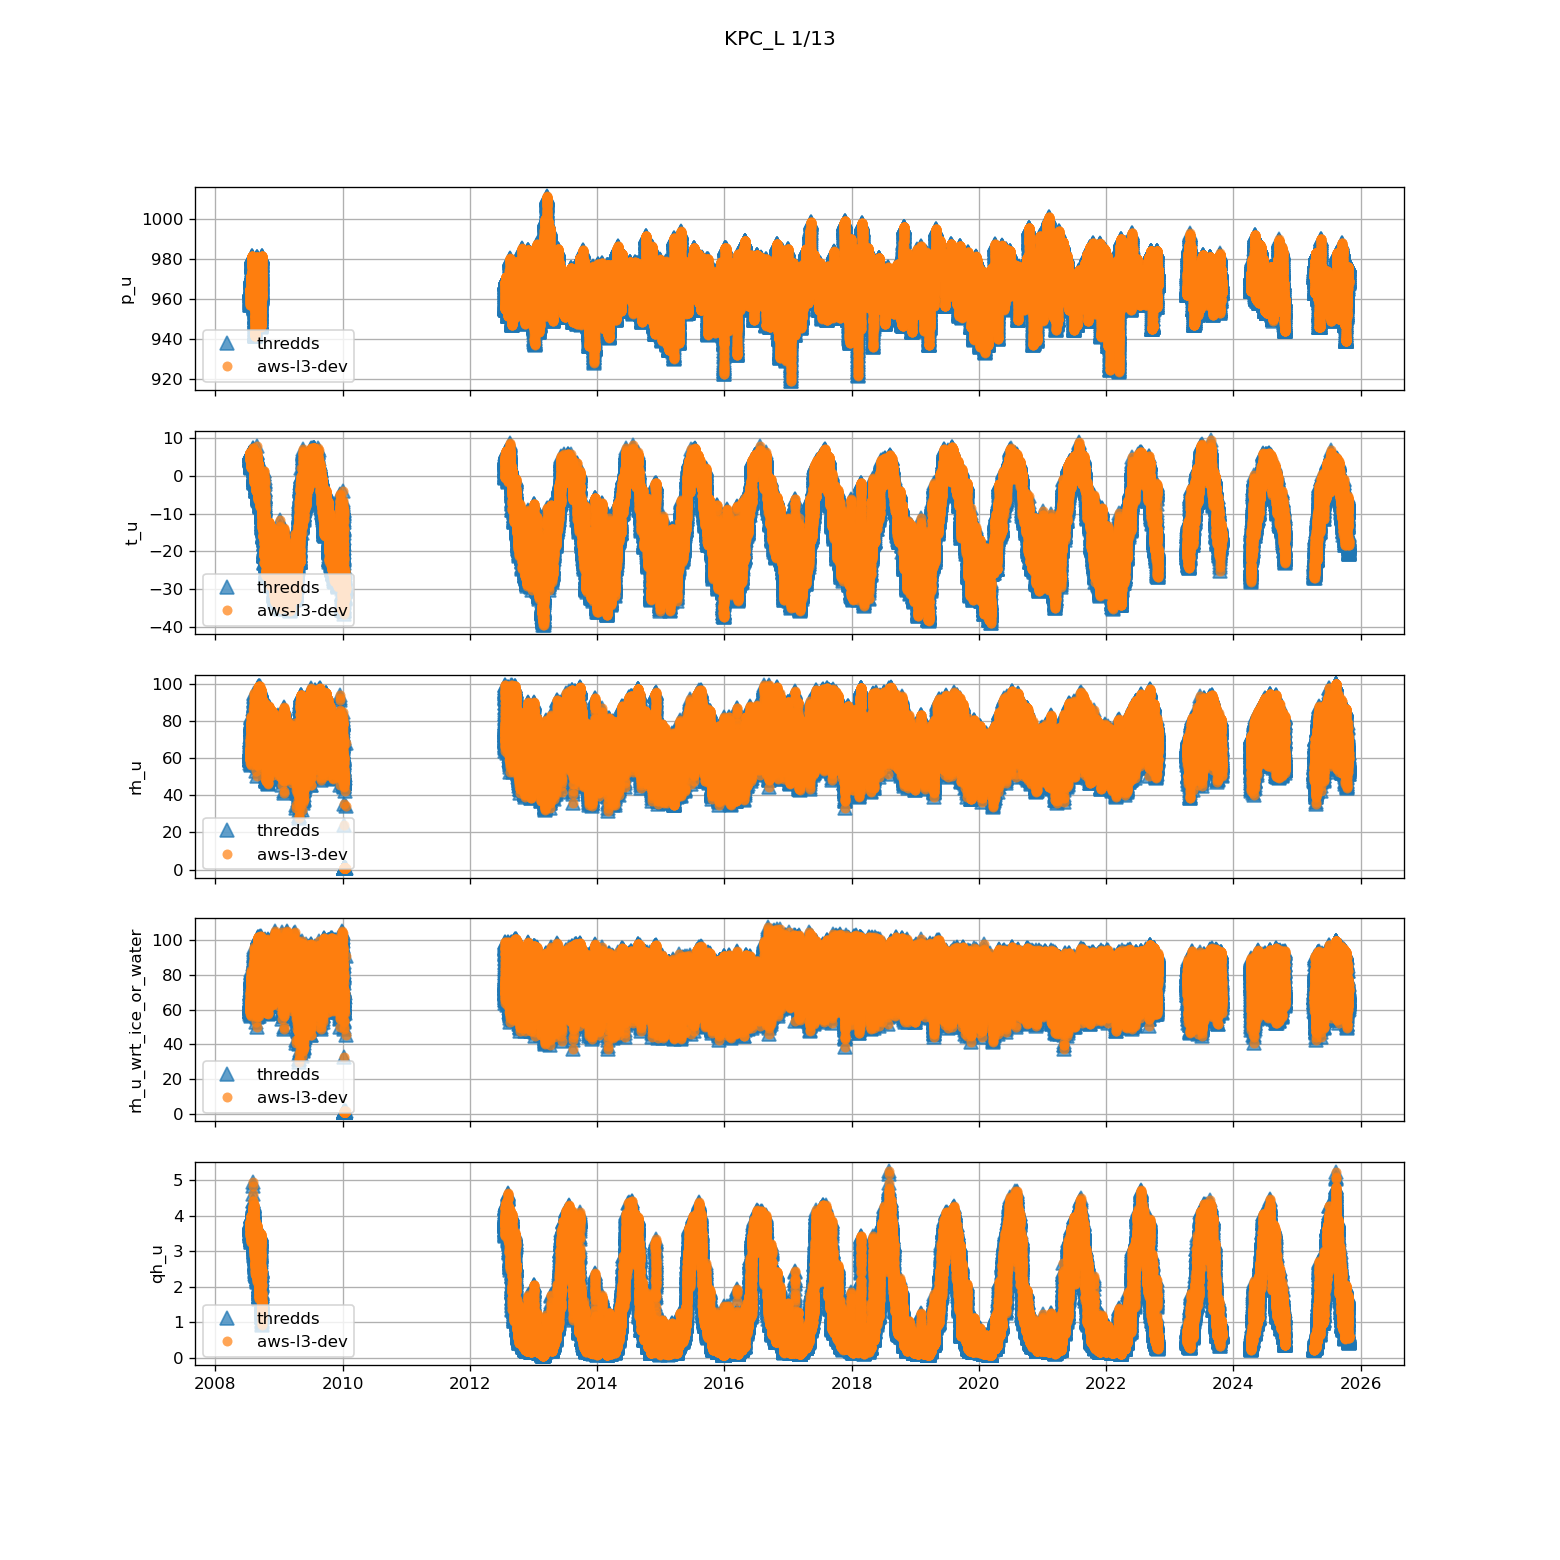 KPC_L 1/13
p_u
1000
980
960
940
920
thredds
aws-l3-dev
t_u
10
0
−10
−20
−30
−40
thredds
aws-l3-dev
rh_u
100
80
60
40
20
0
thredds
aws-l3-dev
rh_u_wrt_ice_or_water
100
80
60
40
20
0
thredds
aws-l3-dev
qh_u
5
4
3
2
1
0
thredds
aws-l3-dev
2008 2010 2012 2014 2016 2018 2020 2022 2024 2026